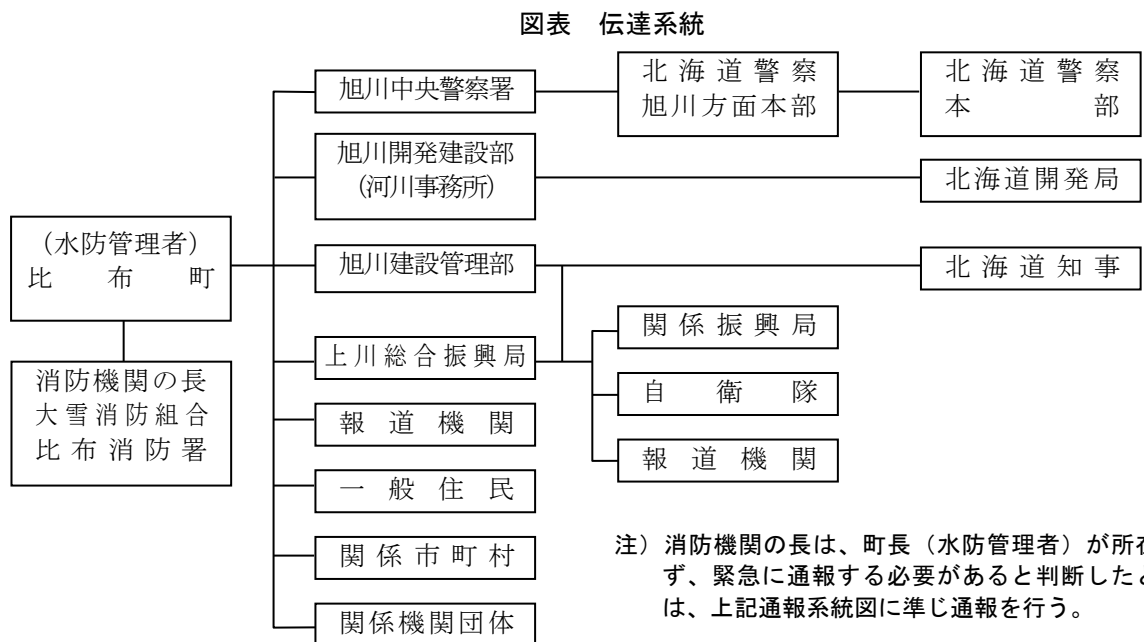 図表　伝達系統
(水防管理者)
比布町
消防機関の長
大雪消防組合
比布消防署
旭川中央警察署
旭川開発建設部
(河川事務所)
旭川建設管理部
上川総合振興局
報道機関
一般住民
関係市町村
関係機関団体
北海道警察
旭川方面本部
関係振興局
自衛隊
報道機関
北海道警察
本部
北海道開発局
北海道知事
注）消防機関の長は、町長（水防管理者）が所在
ず、緊急に通報する必要があると判断したと
は、上記通報系統図に準じ通報を行う。